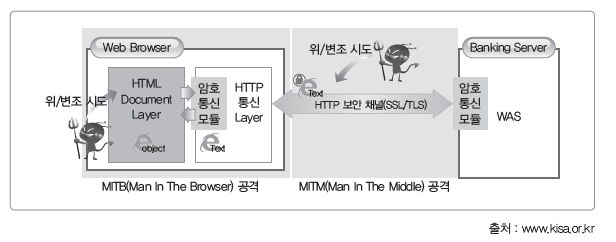 Web Browser
위/변조 시도
HTML
Document
Layer
object
암호
통신
모듈
HTTP
통신
Layer
Text
위/변조 시도
Text
HTTP 보안 채널(SSL/TLS)
Banking Server
암호
통신
모듈
WAS
MITB(Man In The Browser) 공격
MITM(Man In The Middle) 공격
출처 : www.kisa.or.kr